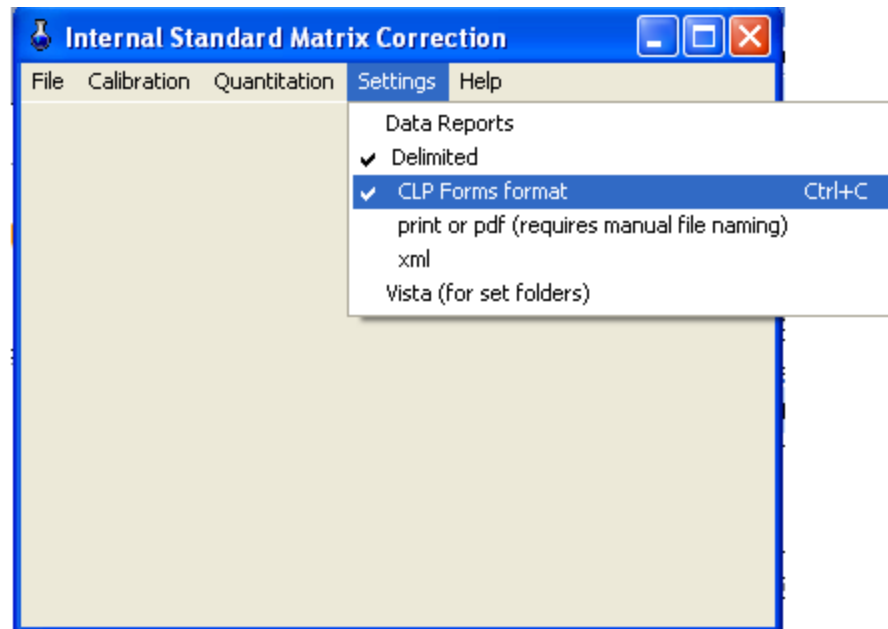 Internal Standard Matrix Correction
File Calibration Quantitation Settings Help
Data Reports
Delimited
CLP Forms format Ctrl+C
print or pdf (requires manual file naming)
xml
Vista (for set folders)